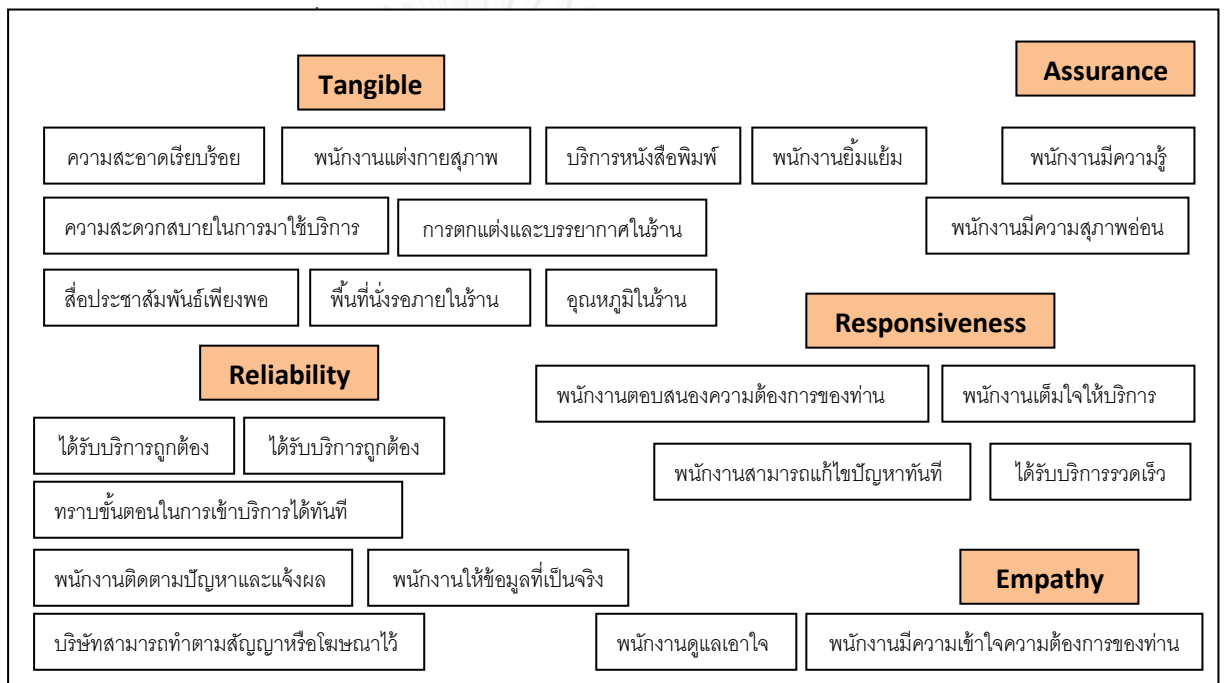 Tangible
Assurance
ความสะอาดเรียบร้อย
พนักงานแต่งกายสุภาพ
บริการหนังสือพิมพ์
พนักงานยิ้มแย้ม
พนักงานมีความรู้
ความสะดวกสบายในการมาใช้บริการ
การตกแต่งและบรรยากาศในร้าน
พนักงานมีความสุภาพอ่อน
สื่อประชาสัมพันธ์เพียงพอ
พื้นที่นั่งรอภายในร้าน
อุณหภูมิในร้าน
Responsiveness
Reliability
พนักงานตอบสนองความต้องการของท่าน
พนักงานเต็มใจให้บริการ
ได้รับบริการถูกต้อง
ได้รับบริการถูกต้อง
พนักงานสามารถแก้ไขปัญหาทันที
ได้รับบริการรวดเร็ว
ทราบขั้นตอนในการเข้าบริการได้ทันที
พนักงานติดตามปัญหาและแจ้งผล
พนักงานให้ข้อมูลที่เป็นจริง
Empathy
บริษัทสามารถทำตามสัญญาหรือโฆษณาไว้
พนักงานดูแลเอาใจ
พนักงานมีความเข้าใจความต้องการของท่าน